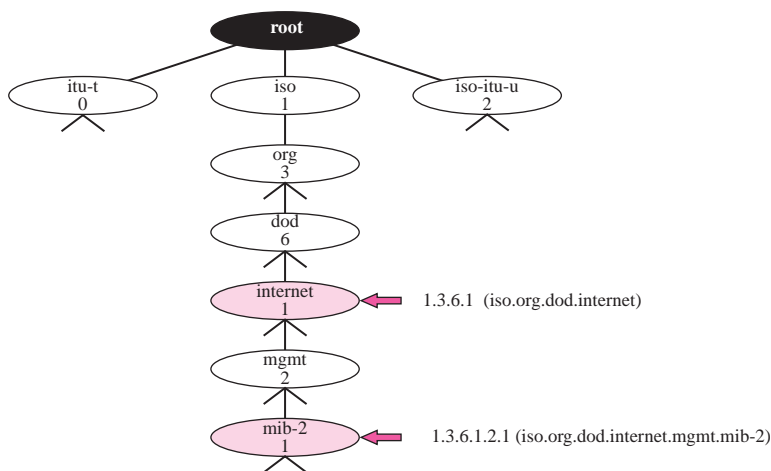 root
itu-t
0
iso
1
iso-itu-u
2
org
3
dod
6
internet
1
1.3.6.1 (iso.org.dod.internet)
mgmt
2
mib-2
1
1.3.6.1.2.1 (iso.org.dod.internet.mgmt.mib-2)